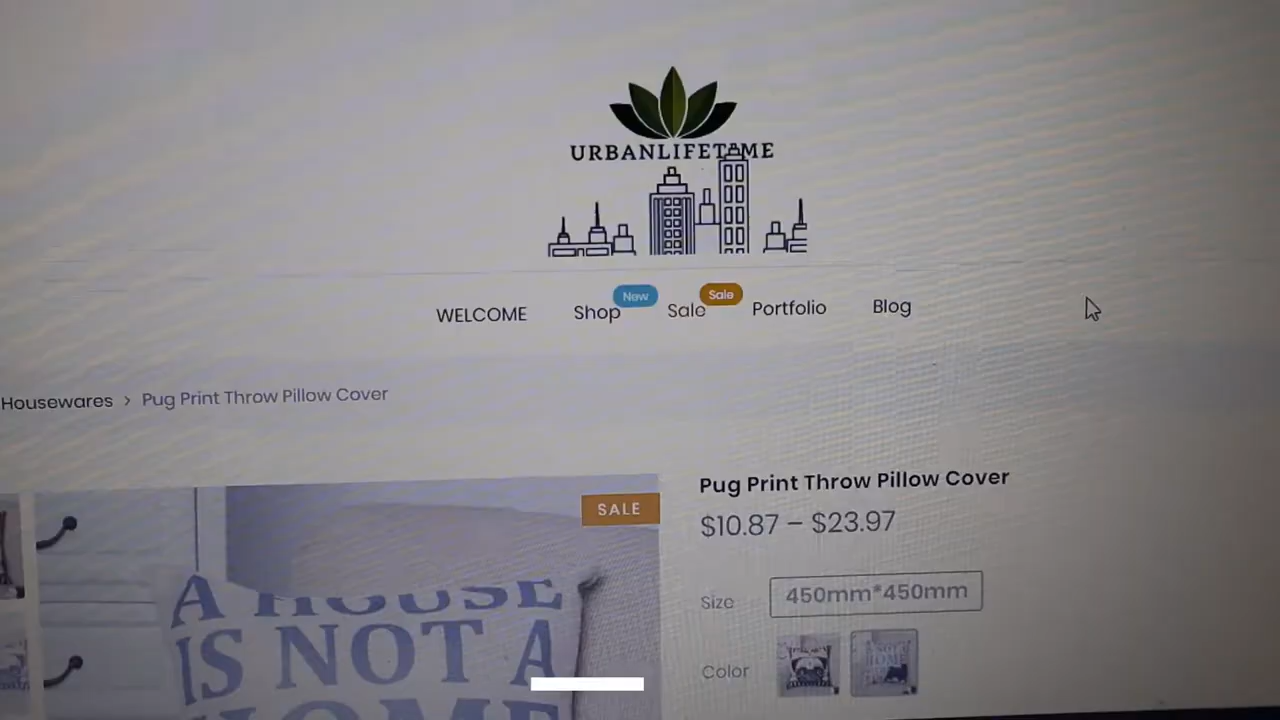 URBANLIFETIME
WELCOME Shop New Sale Sale Portfolio Blog
Housewares > Pug Print Throw Pillow Cover
SALE
Pug Print Throw Pillow Cover
$10.87 – $23.97
Size 450mm*450mm
Color
A HOUSE
IS NOT A
HOME